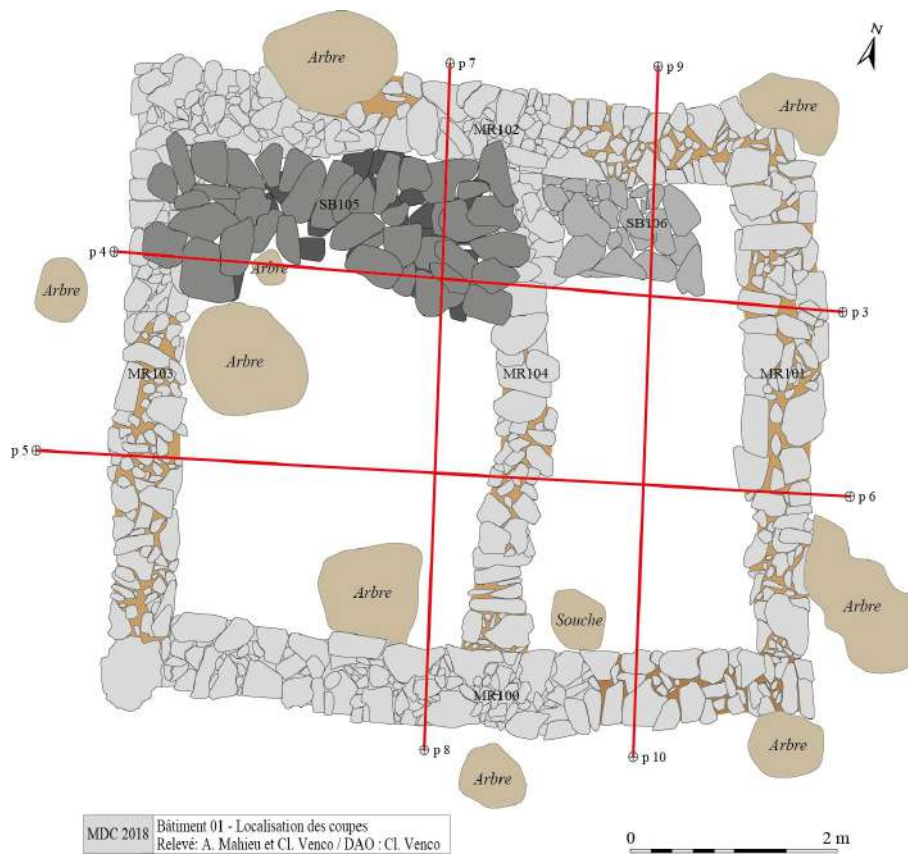 N
Arbre
p 7
p 9
Arbre
MR102
SB105
SB106
p 4
Arbre
Arbre
p 3
Arbre
MR103
MR104
MR101
p 5
p 6
Arbre
Souche
Arbre
MR100
p 8
p 10
Arbre
Arbre
MDC 2018
Bâtiment 01 - Localisation des coupes
Relevé: A. Mahieu et Cl. Venco / DAO : Cl. Venco
0 2 m